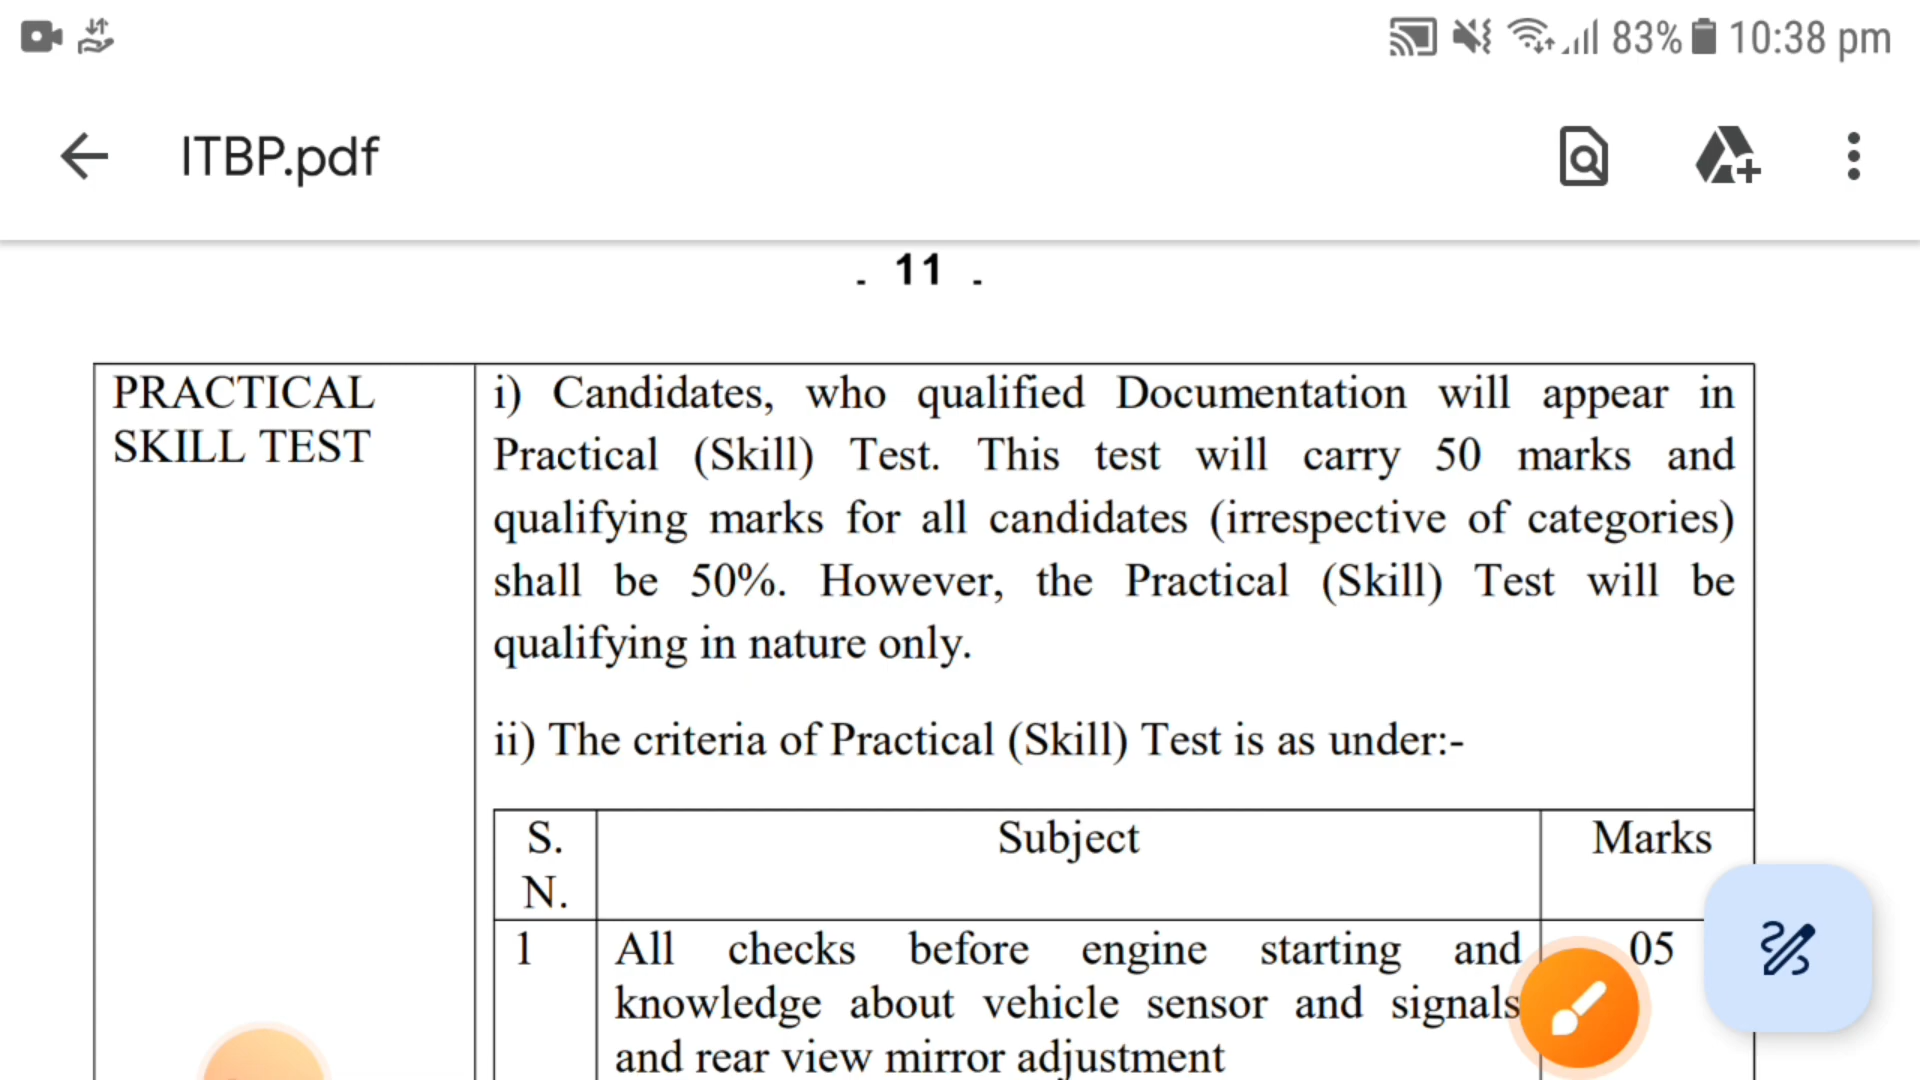 83% 10:38 pm
ITBP.pdf
- 11 -
PRACTICAL
SKILL TEST
i) Candidates, who qualified Documentation will appear in
Practical (Skill) Test. This test will carry 50 marks and
qualifying marks for all candidates (irrespective of categories)
shall be 50%. However, the Practical (Skill) Test will be
qualifying in nature only.
ii) The criteria of Practical (Skill) Test is as under:-
S.
N.
Subject
Marks
1
All checks before engine starting and
knowledge about vehicle sensor and signals
and rear view mirror adjustment
05